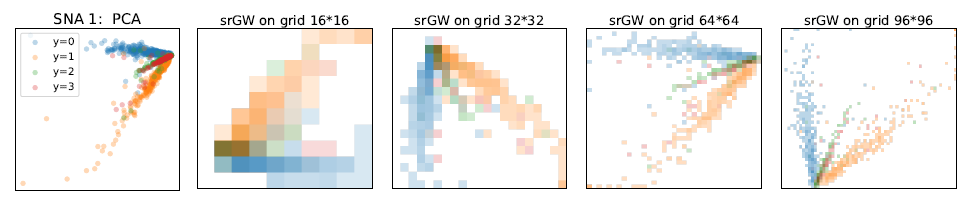 SNA 1: PCA
srGW on grid 16*16
srGW on grid 32*32
srGW on grid 64*64
srGW on grid 96*96
y=0
y=1
y=2
y=3